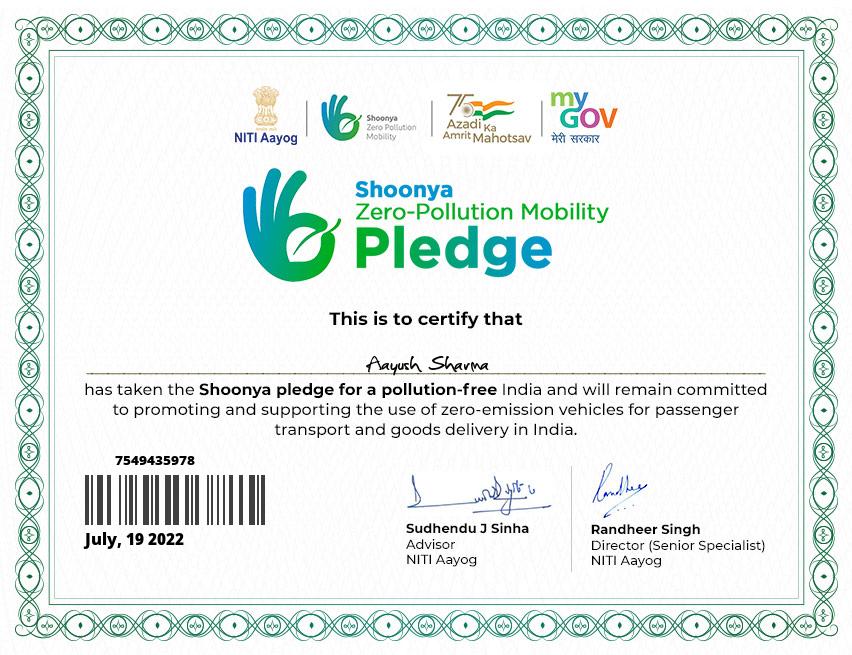 NITI Aayog
Shoonya
Zero Pollution
Mobility
75
Azadi Ka
Amrit Mahotsav
my
GOV
मेरी सरकार
Shoonya
Zero-Pollution Mobility
Pledge
This is to certify that
Aayush Sharma
has taken the Shoonya pledge for a pollution-free India and will remain committed
to promoting and supporting the use of zero-emission vehicles for passenger
transport and goods delivery in India.
7549435978
July, 19 2022
Sudhendu J Sinha
Advisor
NITI Aayog
Randheer Singh
Director (Senior Specialist)
NITI Aayog